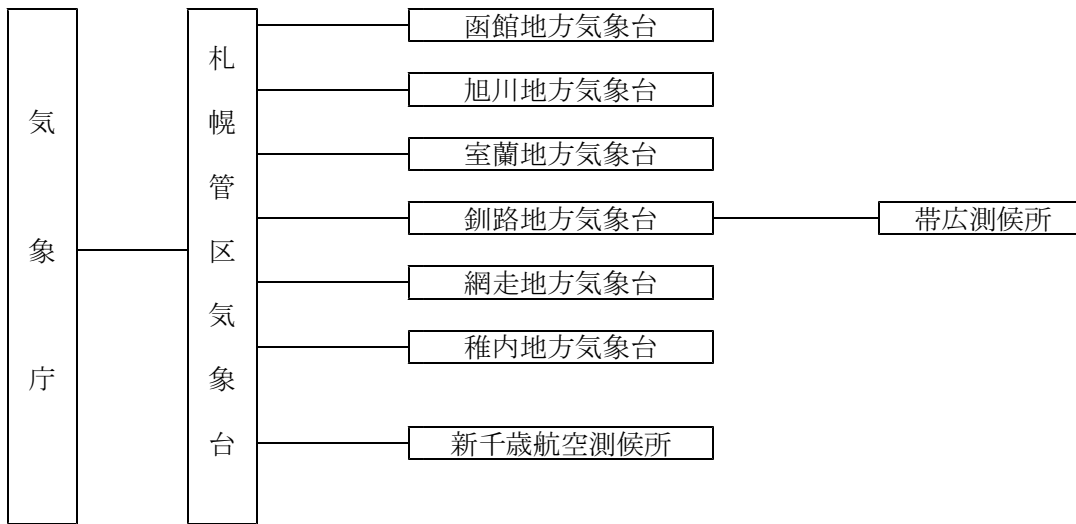 気象庁
札幌管区気象台
函館地方気象台
旭川地方気象台
室蘭地方気象台
釧路地方気象台
帯広測候所
網走地方気象台
稚内地方気象台
新千歳航空測候所